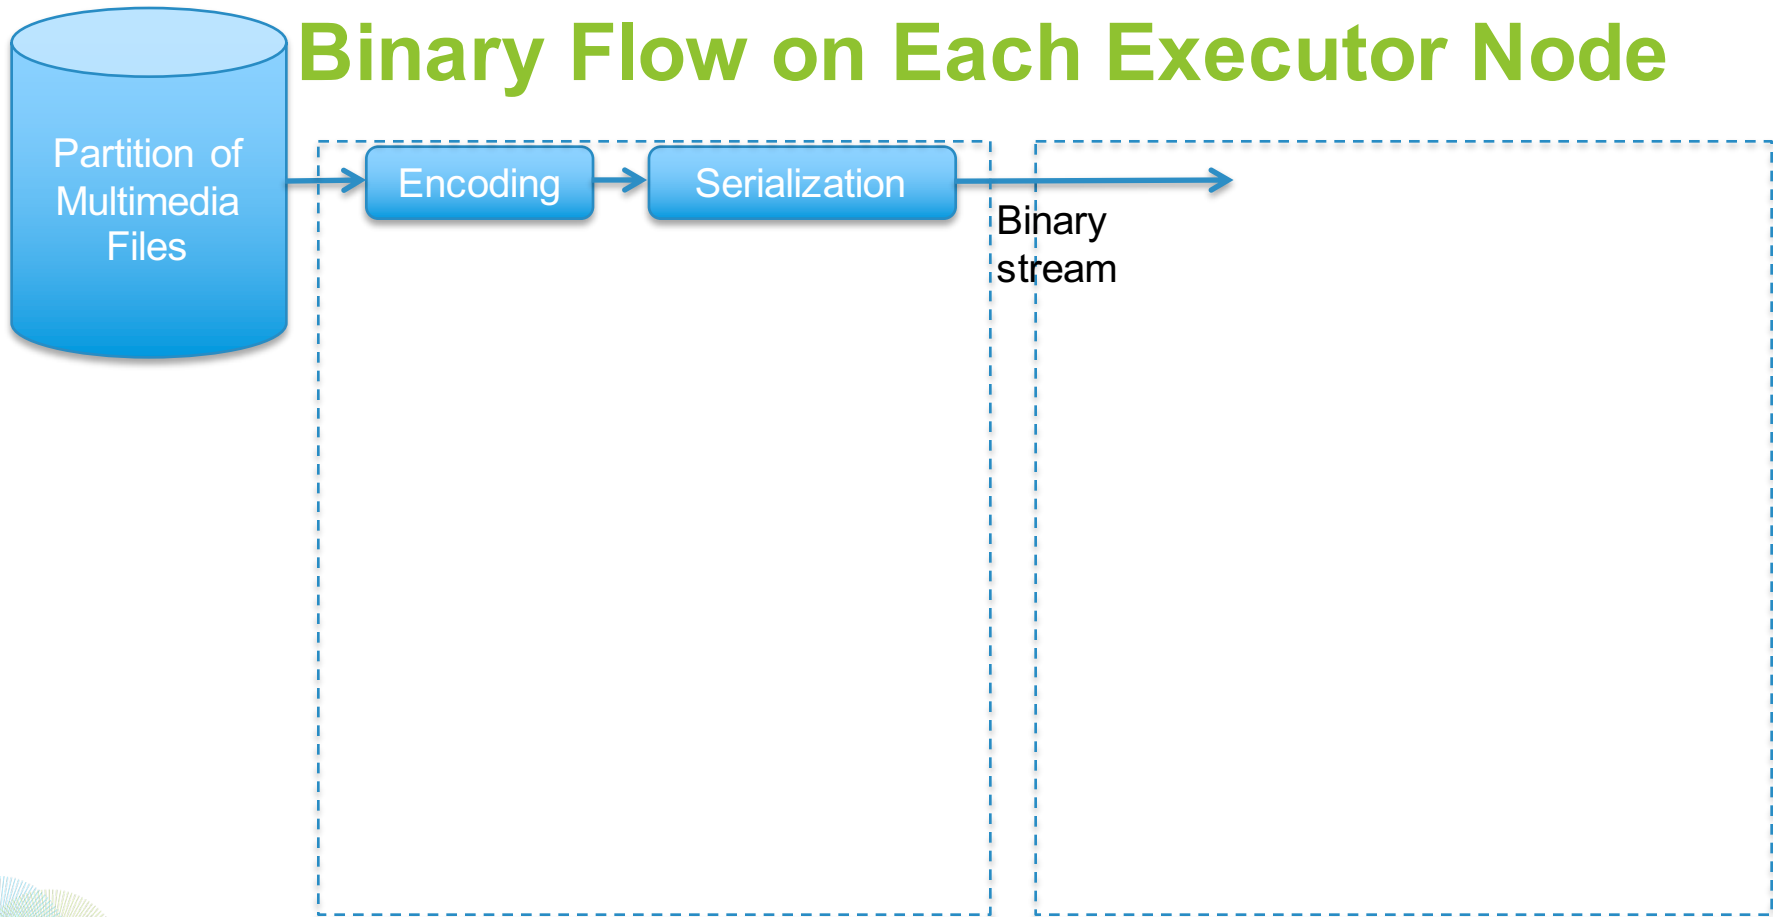 Binary Flow on Each Executor Node
Partition of
Multimedia
Files
Encoding
Serialization
Binary
stream